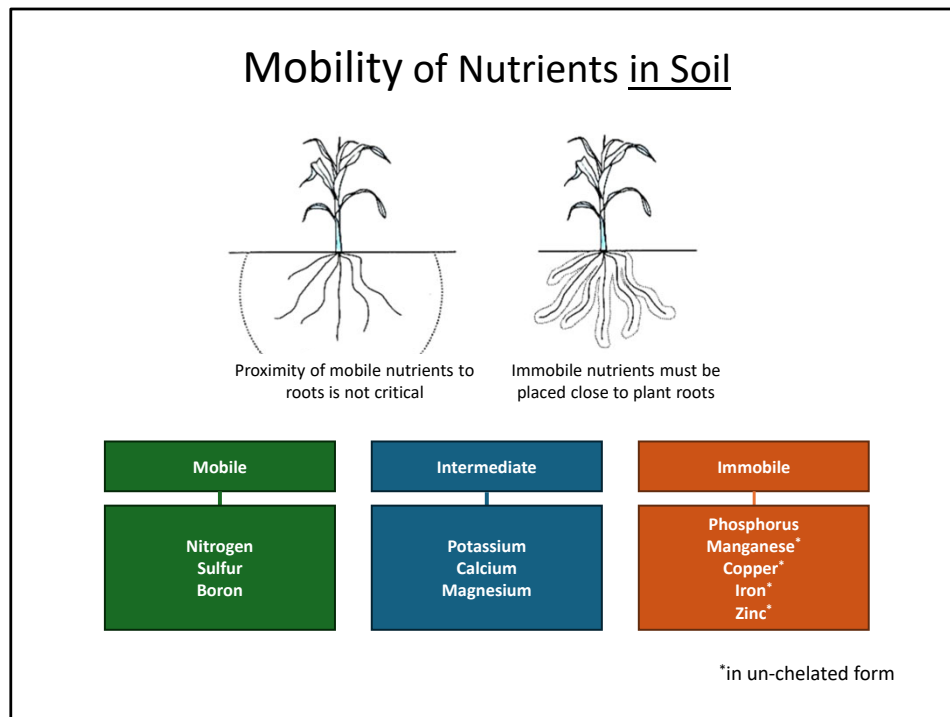 Mobility of Nutrients in Soil
Proximity of mobile nutrients to
roots is not critical
Immobile nutrients must be
placed close to plant roots
Mobile
Nitrogen
Sulfur
Boron
Intermediate
Potassium
Calcium
Magnesium
Immobile
Phosphorus
Manganese*
Copper*
Iron*
Zinc*
*in un-chelated form